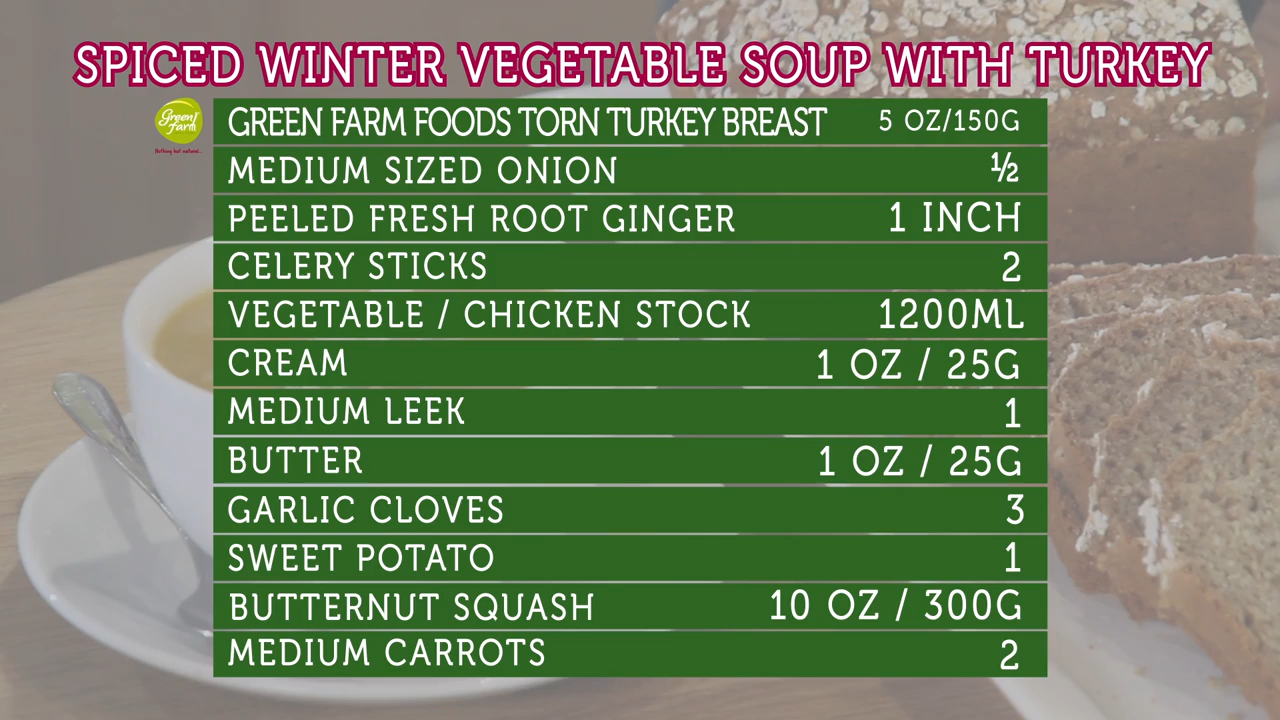 SPICED WINTER VEGETABLE SOUP WITH TURKEY
Green farm
Nothing but natural...
GREEN FARM FOODS TORN TURKEY BREAST 5 OZ/150G
MEDIUM SIZED ONION ½
PEELED FRESH ROOT GINGER 1 INCH
CELERY STICKS 2
VEGETABLE / CHICKEN STOCK 1200ML
CREAM 1 OZ / 25G
MEDIUM LEEK 1
BUTTER 1 OZ / 25G
GARLIC CLOVES 3
SWEET POTATO 1
BUTTERNUT SQUASH 10 OZ / 300G
MEDIUM CARROTS 2